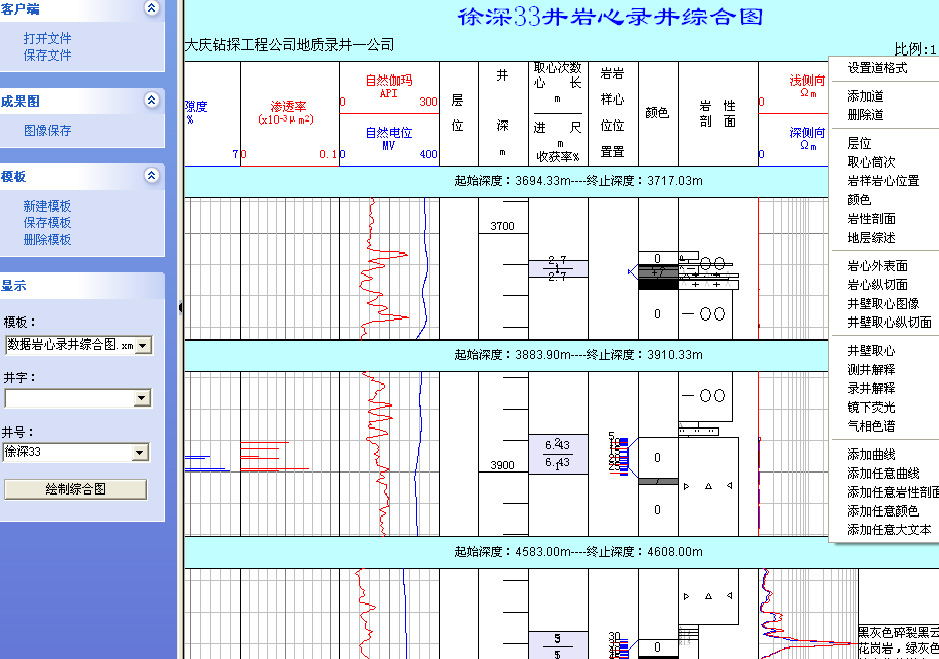 徐深33井岩心录井综合图
大庆钻探工程公司地质录井一公司
比例:1
客户端
打开文件
保存文件
成果图
图像保存
模板
新建模板
保存模板
删除模板
显示
模板：
数据岩心录井综合图.xm
井字：
井号：
徐深33
绘制综合图
隙度
%
7
渗透率
(x10-³μm²)
0 0.1
自然伽玛
API
0 300
自然电位
MV
0 400
层
位
井
深
m
取心次数
心 长
m
进 尺
m
收获率%
岩岩
样心
位位
置置
颜色
岩 性
剖 面
浅侧向
Ωm
0
深侧向
Ωm
0
起始深度：3694.33m----终止深度：3717.03m
3700
2.7
1
2.7
0
+7
0
起始深度：3883.90m----终止深度：3910.33m
3900
2
6.43
6.43
1
5
0
7
0
起始深度：4583.00m----终止深度：4608.00m
5
5
30
0
黑灰色碎裂黑云
花岗岩，绿灰色
设置道格式
添加道
删除道
层位
取心筒次
岩样岩心位置
颜色
岩性剖面
地层综述
岩心外表面
岩心纵切面
井壁取心图像
井壁取心纵切面
井壁取心
测井解释
录井解释
镜下荧光
气相色谱
添加曲线
添加任意曲线
添加任意岩性剖面
添加任意颜色
添加任意大文本